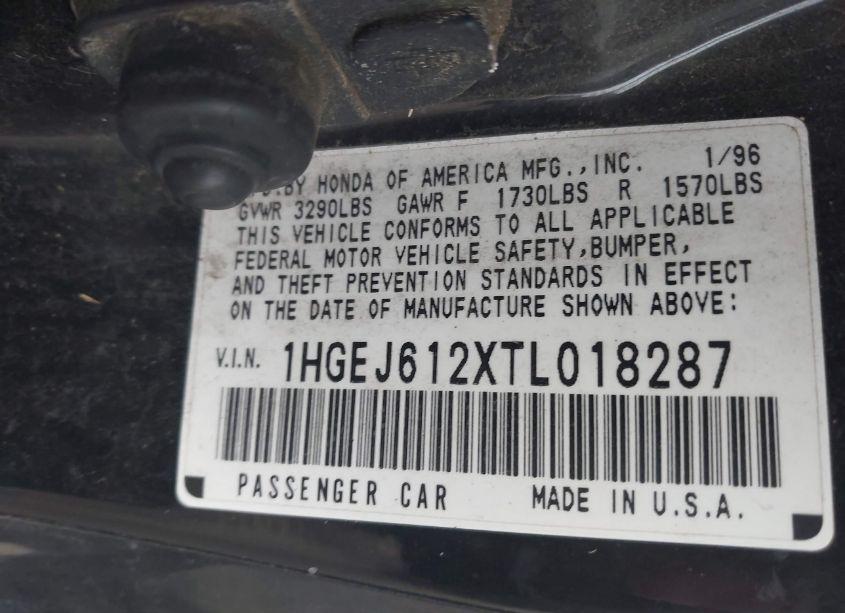 BY HONDA OF AMERICA MFG.,INC. 1/96
GVWR 3290LBS GAWR F 1730LBS R 1570LBS
THIS VEHICLE CONFORMS TO ALL APPLICABLE
FEDERAL MOTOR VEHICLE SAFETY,BUMPER,
AND THEFT PREVENTION STANDARDS IN EFFECT
ON THE DATE OF MANUFACTURE SHOWN ABOVE:
V.I.N. 1HGEJ612XTL018287
PASSENGER CAR MADE IN U.S.A.